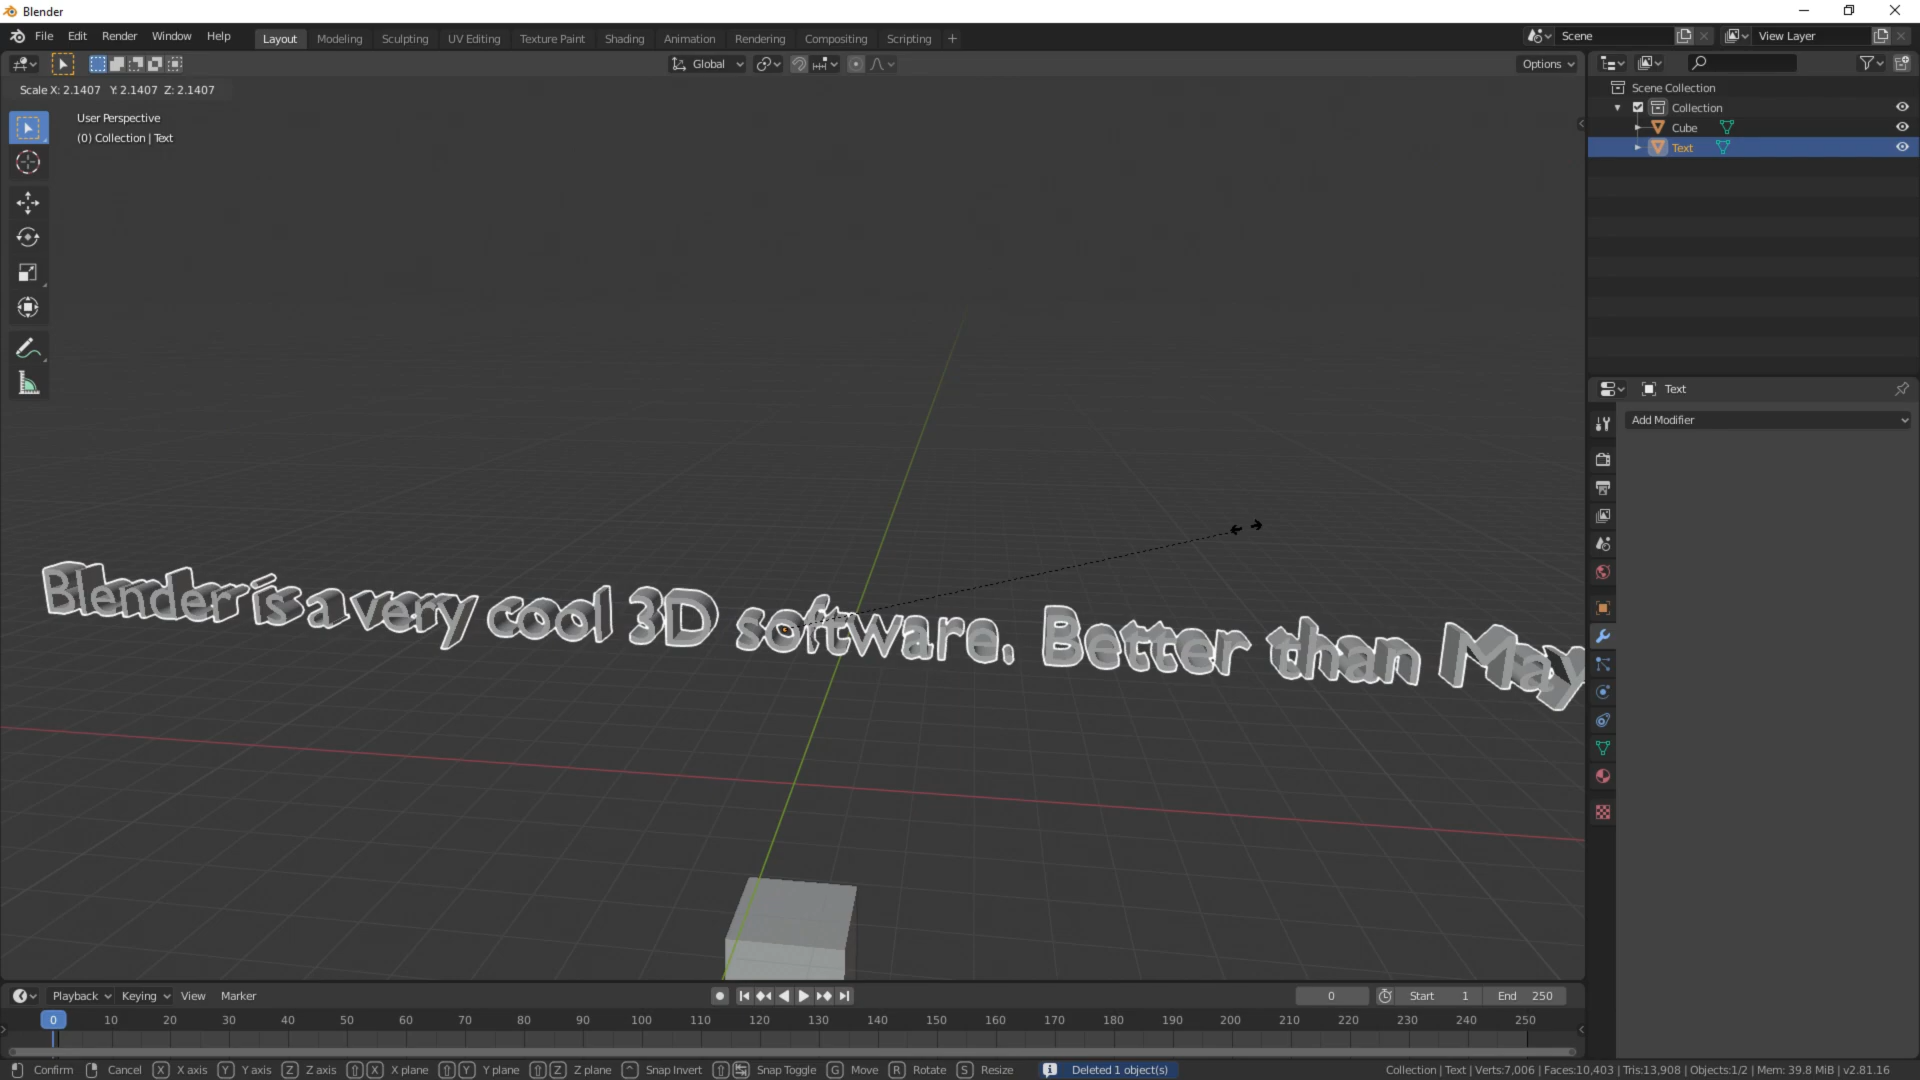 Blender
File Edit Render Window Help
Layout Modeling Sculpting UV Editing Texture Paint Shading Animation Rendering Compositing Scripting +
Scene
View Layer
Global
Options
Scale X: 2.1407 Y: 2.1407 Z: 2.1407
User Perspective
(0) Collection | Text
Scene Collection
Collection
Cube
Text
Text
Add Modifier
Blender is a very cool 3D software. Better than May
Playback Keying View Marker
0
Start 1
End 250
0 10 20 30 40 50 60 70 80 90 100 110 120 130 140 150 160 170 180 190 200 210 220 230 240 250
Confirm Cancel X X axis Y Y axis Z Z axis X X plane Y Y plane Z Z plane Snap Invert Snap Toggle G Move R Rotate S Resize
Deleted 1 object(s)
Collection | Text | Verts:7,006 | Faces:10,403 | Tris:13,908 | Objects:1/2 | Mem: 39.8 MiB | v2.81.16